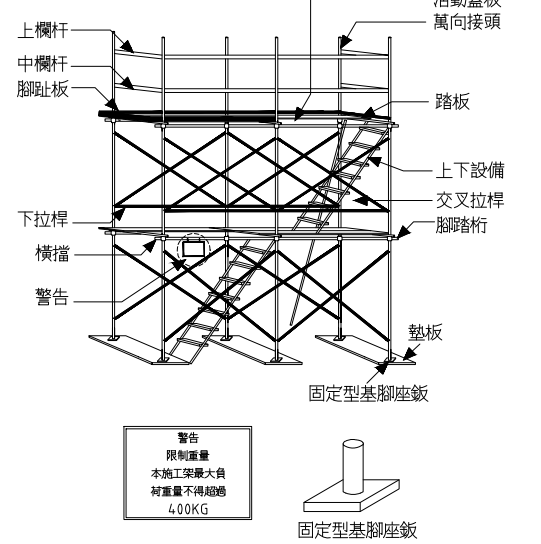 活動蓋板
上欄杆
萬向接頭
中欄杆
腳趾板
踏板
上下設備
交叉拉桿
下拉桿
腳踏桁
橫擋
警告
墊板
固定型基腳座鈑
警告
限制重量
本施工架最大負
荷重量不得超過
400KG
固定型基腳座鈑